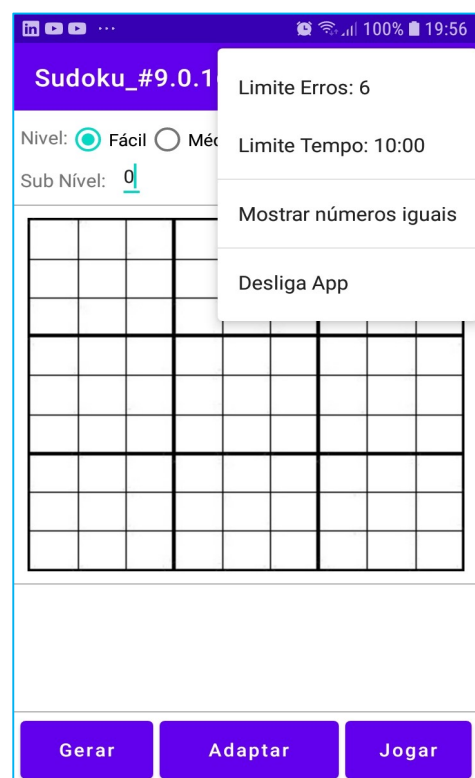 in ... 100% 19:56
Sudoku_#9.0.1
Limite Erros: 6
Limite Tempo: 10:00
Mostrar números iguais
Desliga App
Nivel: Fácil
Sub Nível: 0
Gerar Adaptar Jogar